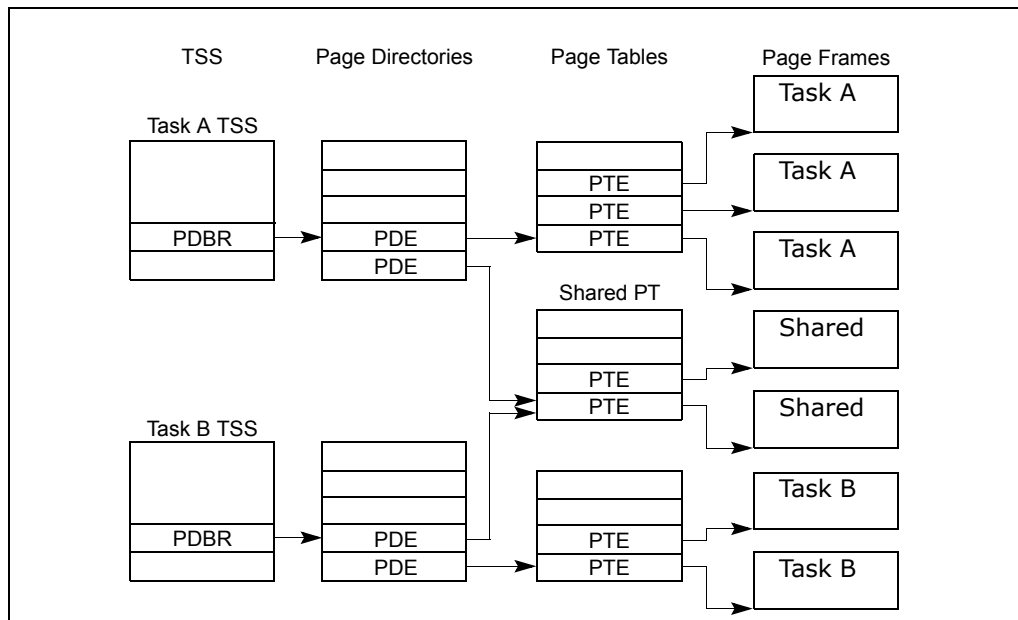 TSS Page Directories Page Tables Page Frames
Task A
Task A TSS
Task A
PTE
PTE
PDBR PDE PTE
Task A
PDE
Shared PT
Shared
PTE
PTE
Shared
Task B TSS
Task B
PDBR PDE PTE
PDE PTE
Task B